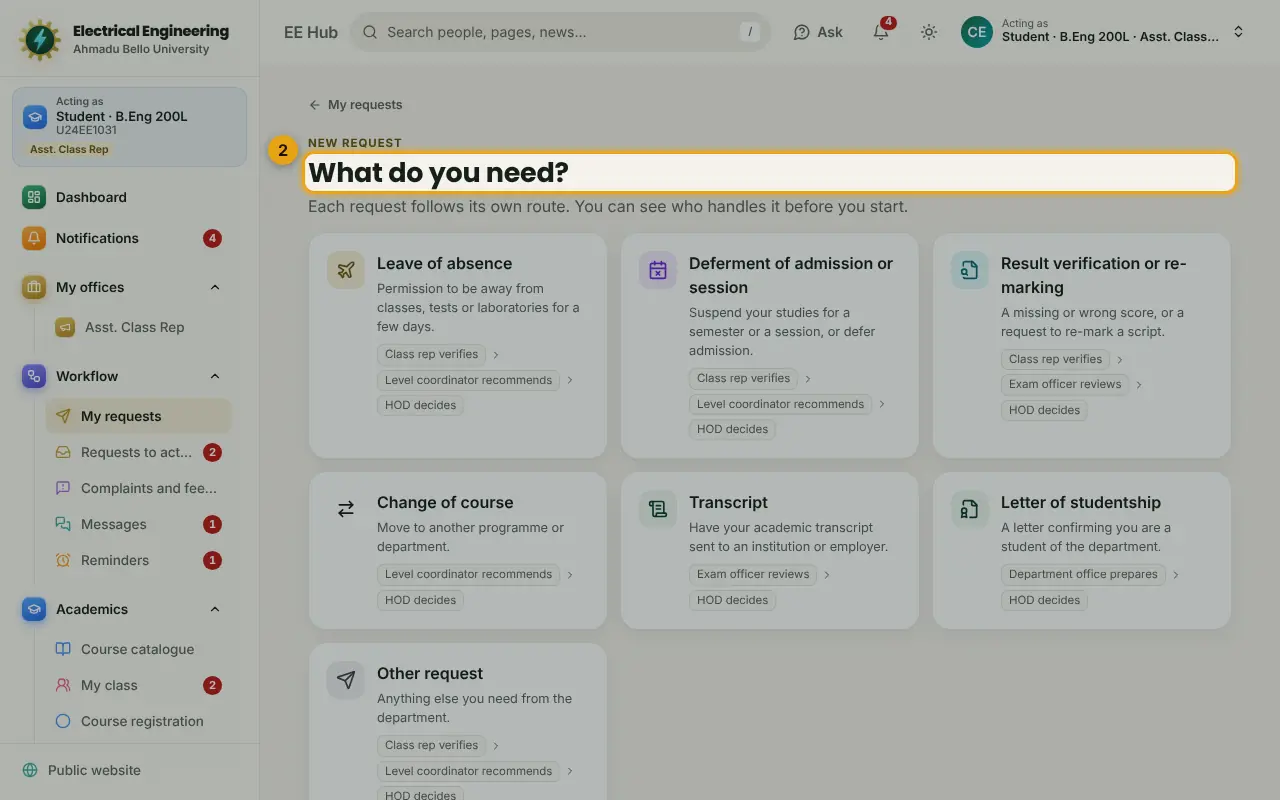 Electrical Engineering
Ahmadu Bello University
EE Hub
Search people, pages, news...
/
Ask
4
CE
Acting as
Student · B.Eng 200L · Asst. Class...
Acting as
Student · B.Eng 200L
U24EE1031
Asst. Class Rep
Dashboard
Notifications
4
My offices
Asst. Class Rep
Workflow
My requests
Requests to act...
2
Complaints and fee...
Messages
1
Reminders
1
Academics
Course catalogue
My class
2
Course registration
Public website
My requests
NEW REQUEST
2
What do you need?
Each request follows its own route. You can see who handles it before you start.
Leave of absence
Permission to be away from
classes, tests or laboratories for a
few days.
Class rep verifies
Level coordinator recommends
HOD decides
Deferment of admission or
session
Suspend your studies for a
semester or a session, or defer
admission.
Class rep verifies
Level coordinator recommends
HOD decides
Result verification or re-
marking
A missing or wrong score, or a
request to re-mark a script.
Class rep verifies
Exam officer reviews
HOD decides
Change of course
Move to another programme or
department.
Level coordinator recommends
HOD decides
Transcript
Have your academic transcript
sent to an institution or employer.
Exam officer reviews
HOD decides
Letter of studentship
A letter confirming you are a
student of the department.
Department office prepares
HOD decides
Other request
Anything else you need from the
department.
Class rep verifies
Level coordinator recommends
HOD decides